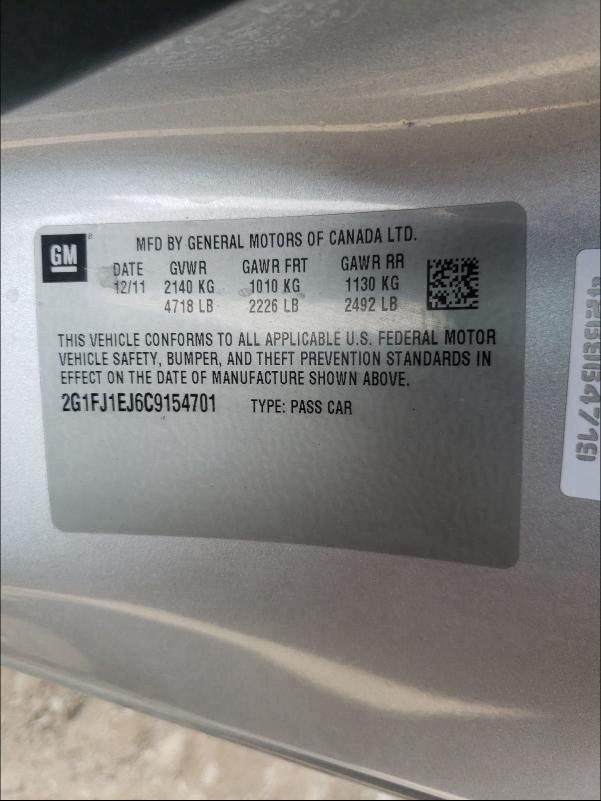 GM
MFD BY GENERAL MOTORS OF CANADA LTD.
DATE GVWR GAWR FRT GAWR RR
12/11 2140 KG 1010 KG 1130 KG
4718 LB 2226 LB 2492 LB
THIS VEHICLE CONFORMS TO ALL APPLICABLE U.S. FEDERAL MOTOR
VEHICLE SAFETY, BUMPER, AND THEFT PREVENTION STANDARDS IN
EFFECT ON THE DATE OF MANUFACTURE SHOWN ABOVE.
2G1FJ1EJ6C9154701 TYPE: PASS CAR